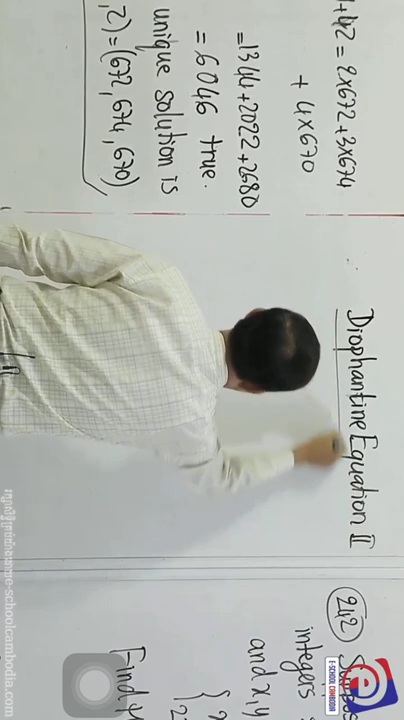 +4z = 2x672+3x674
+ 4x670
=1344+2022+2680
= 6046 true.
unique solution is
,z)=(672,674,670)
Diophantine Equation II
242
integers
and x,y
Find
E-SCHOOL CAMBODIA
e-schoolcambodia.com